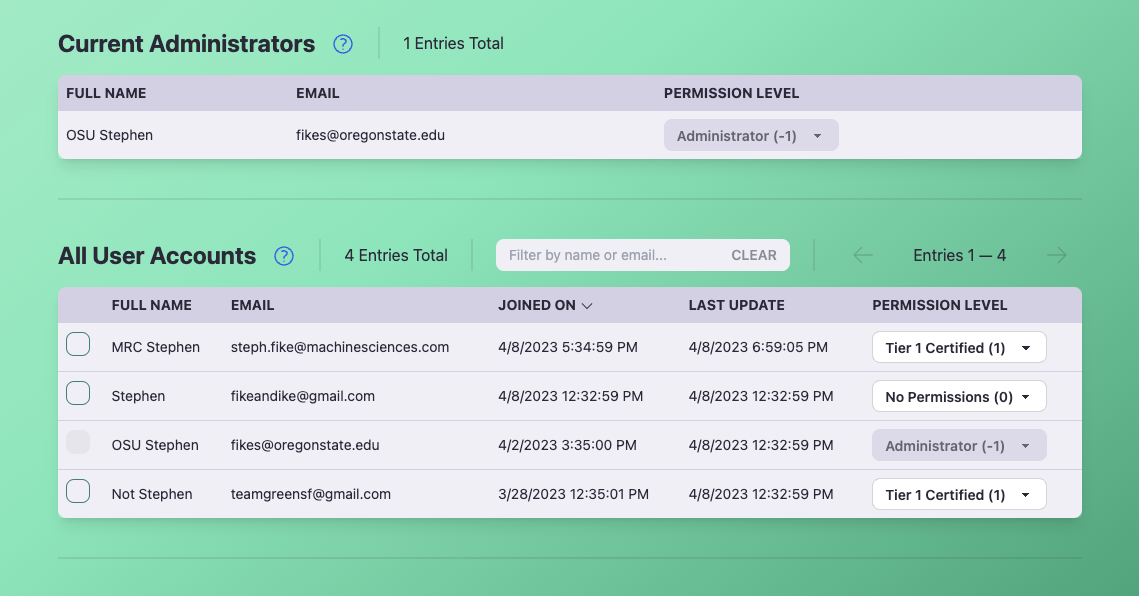 Current Administrators ? 1 Entries Total
FULL NAME EMAIL PERMISSION LEVEL
OSU Stephen fikes@oregonstate.edu Administrator (-1)
All User Accounts ? 4 Entries Total Filter by name or email... CLEAR Entries 1 — 4
FULL NAME EMAIL JOINED ON LAST UPDATE PERMISSION LEVEL
MRC Stephen steph.fike@machinesciences.com 4/8/2023 5:34:59 PM 4/8/2023 6:59:05 PM Tier 1 Certified (1)
Stephen fikeandike@gmail.com 4/8/2023 12:32:59 PM 4/8/2023 12:32:59 PM No Permissions (0)
OSU Stephen fikes@oregonstate.edu 4/2/2023 3:35:00 PM 4/8/2023 12:32:59 PM Administrator (-1)
Not Stephen teamgreensf@gmail.com 3/28/2023 12:35:01 PM 4/8/2023 12:32:59 PM Tier 1 Certified (1)